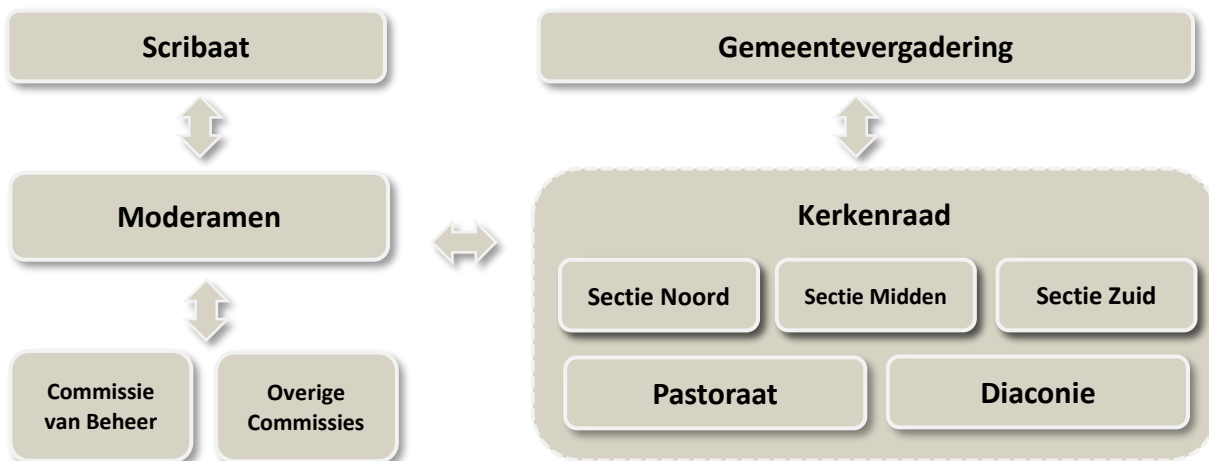 Scribaat
Gemeentevergadering
Moderamen
Kerkenraad
Sectie Noord
Sectie Midden
Sectie Zuid
Commissie
van Beheer
Overige
Commissies
Pastoraat
Diaconie